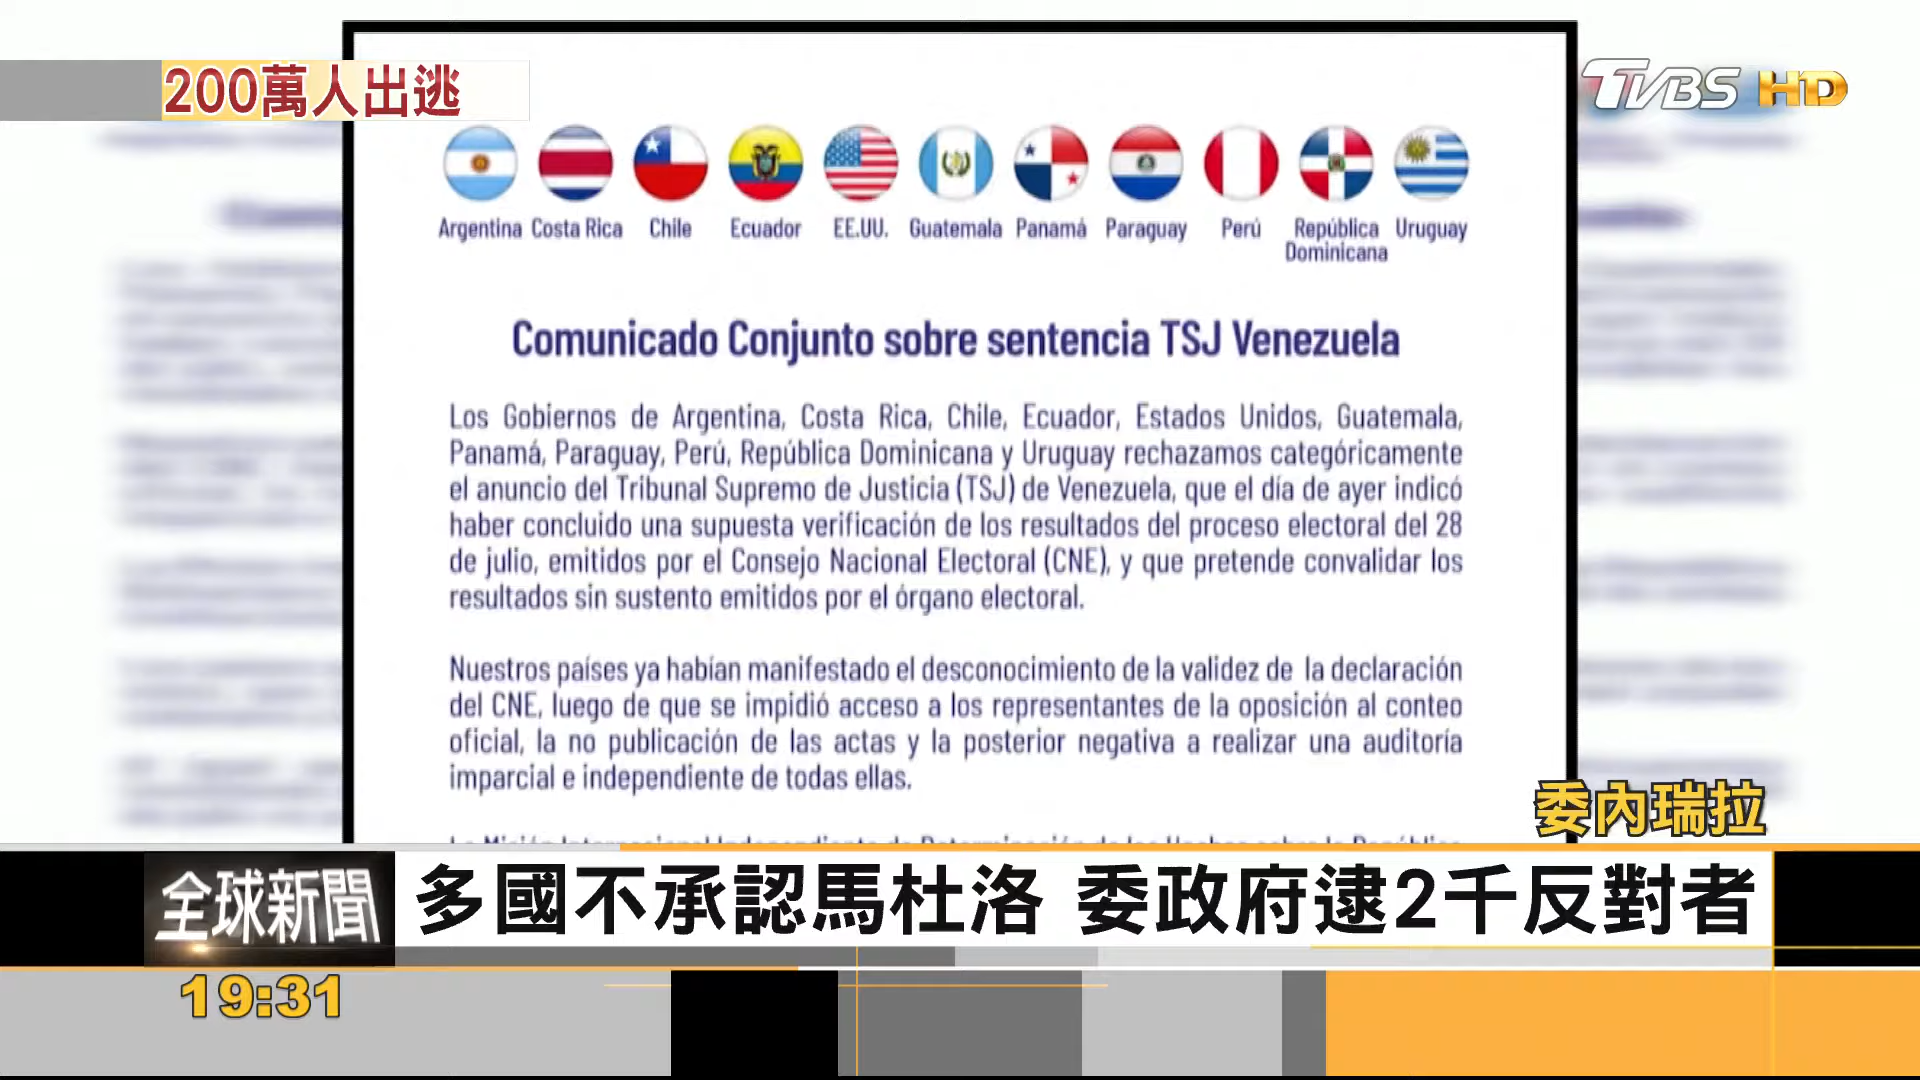 200萬人出逃
TVBS HD
Argentina Costa Rica Chile Ecuador EE.UU. Guatemala Panamá Paraguay Perú República Dominicana Uruguay
Comunicado Conjunto sobre sentencia TSJ Venezuela
Los Gobiernos de Argentina, Costa Rica, Chile, Ecuador, Estados Unidos, Guatemala,
Panamá, Paraguay, Perú, República Dominicana y Uruguay rechazamos categóricamente
el anuncio del Tribunal Supremo de Justicia (TSJ) de Venezuela, que el día de ayer indicó
haber concluido una supuesta verificación de los resultados del proceso electoral del 28
de julio, emitidos por el Consejo Nacional Electoral (CNE), y que pretende convalidar los
resultados sin sustento emitidos por el órgano electoral.
Nuestros países ya habían manifestado el desconocimiento de la validez de la declaración
del CNE, luego de que se impidió acceso a los representantes de la oposición al conteo
oficial, la no publicación de las actas y la posterior negativa a realizar una auditoría
imparcial e independiente de todas ellas.
委內瑞拉
全球新聞
多國不承認馬杜洛 委政府逮2千反對者
19:31